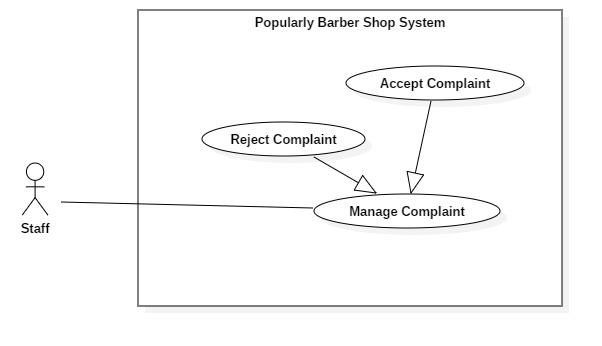 Popularly Barber Shop System
Accept Complaint
Reject Complaint
Manage Complaint
Staff